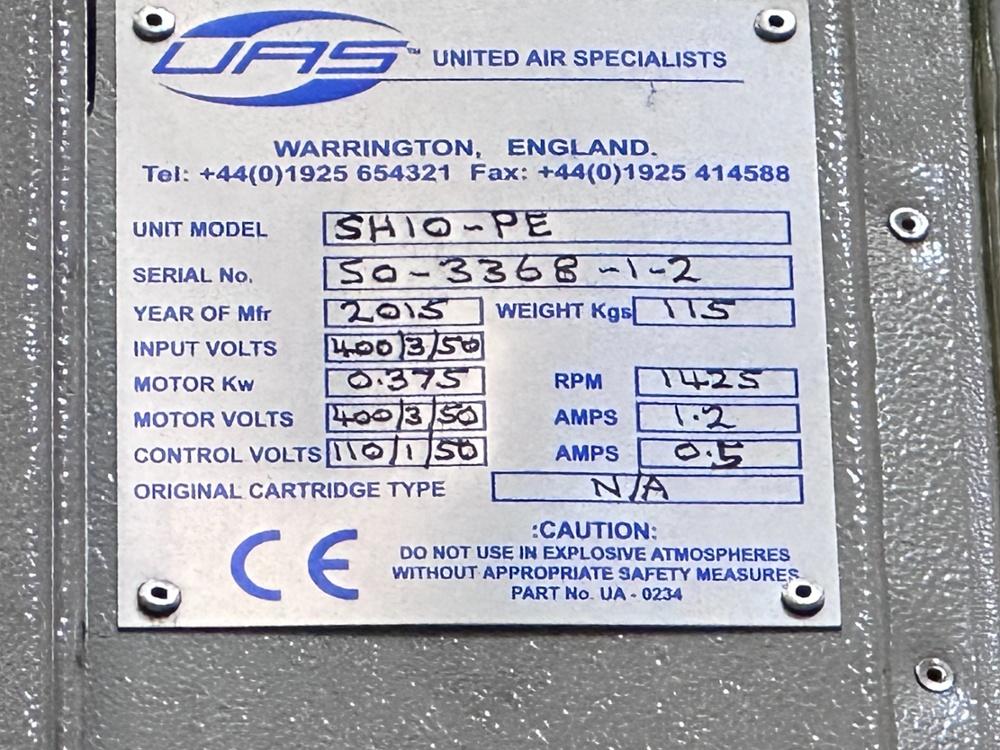 UAS™ UNITED AIR SPECIALISTS
WARRINGTON, ENGLAND.
Tel: +44(0)1925 654321 Fax: +44(0)1925 414588
UNIT MODEL SH10-PE
SERIAL No. SO-3368-1-2
YEAR OF Mfr 2015 WEIGHT Kgs 115
INPUT VOLTS 400/3/50
MOTOR Kw 0.375 RPM 1425
MOTOR VOLTS 400/3/50 AMPS 1.2
CONTROL VOLTS 110/1/50 AMPS 0.5
ORIGINAL CARTRIDGE TYPE N/A
CE
:CAUTION:
DO NOT USE IN EXPLOSIVE ATMOSPHERES
WITHOUT APPROPRIATE SAFETY MEASURES
PART No. UA - 0234